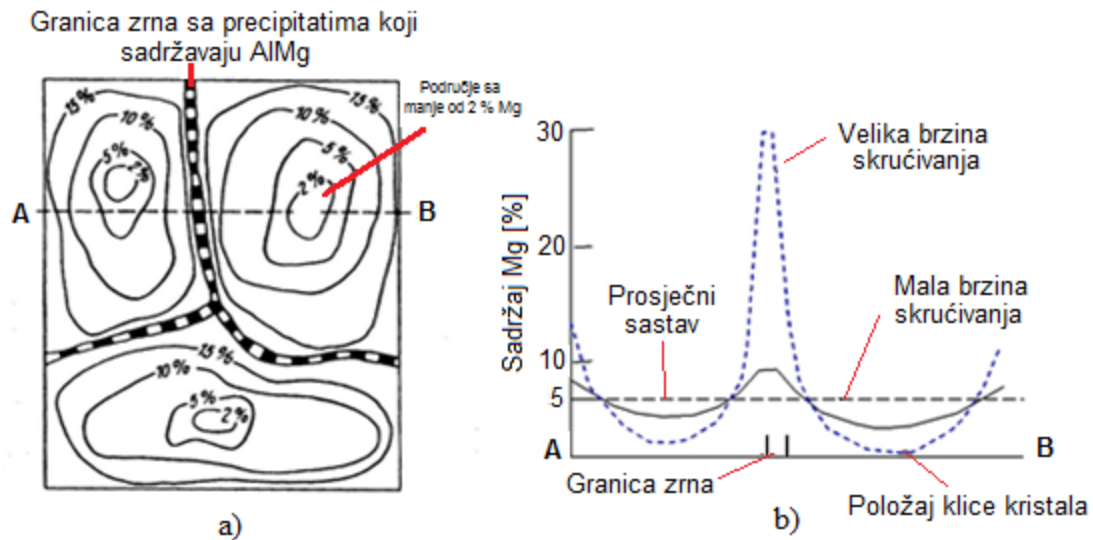 Granica zrna sa precipitatima koji
sadržavaju AlMg
Područje sa
manje od 2 % Mg
15%
10%
5%
2%
15%
10%
5%
2%
A
B
15%
10%
5%
2%
a)
Sadržaj Mg [%]
30
20
10
5
Velika brzina
skrućivanja
Prosječni
sastav
Mala brzina
skrućivanja
A
B
Granica zrna
Položaj klice kristala
b)